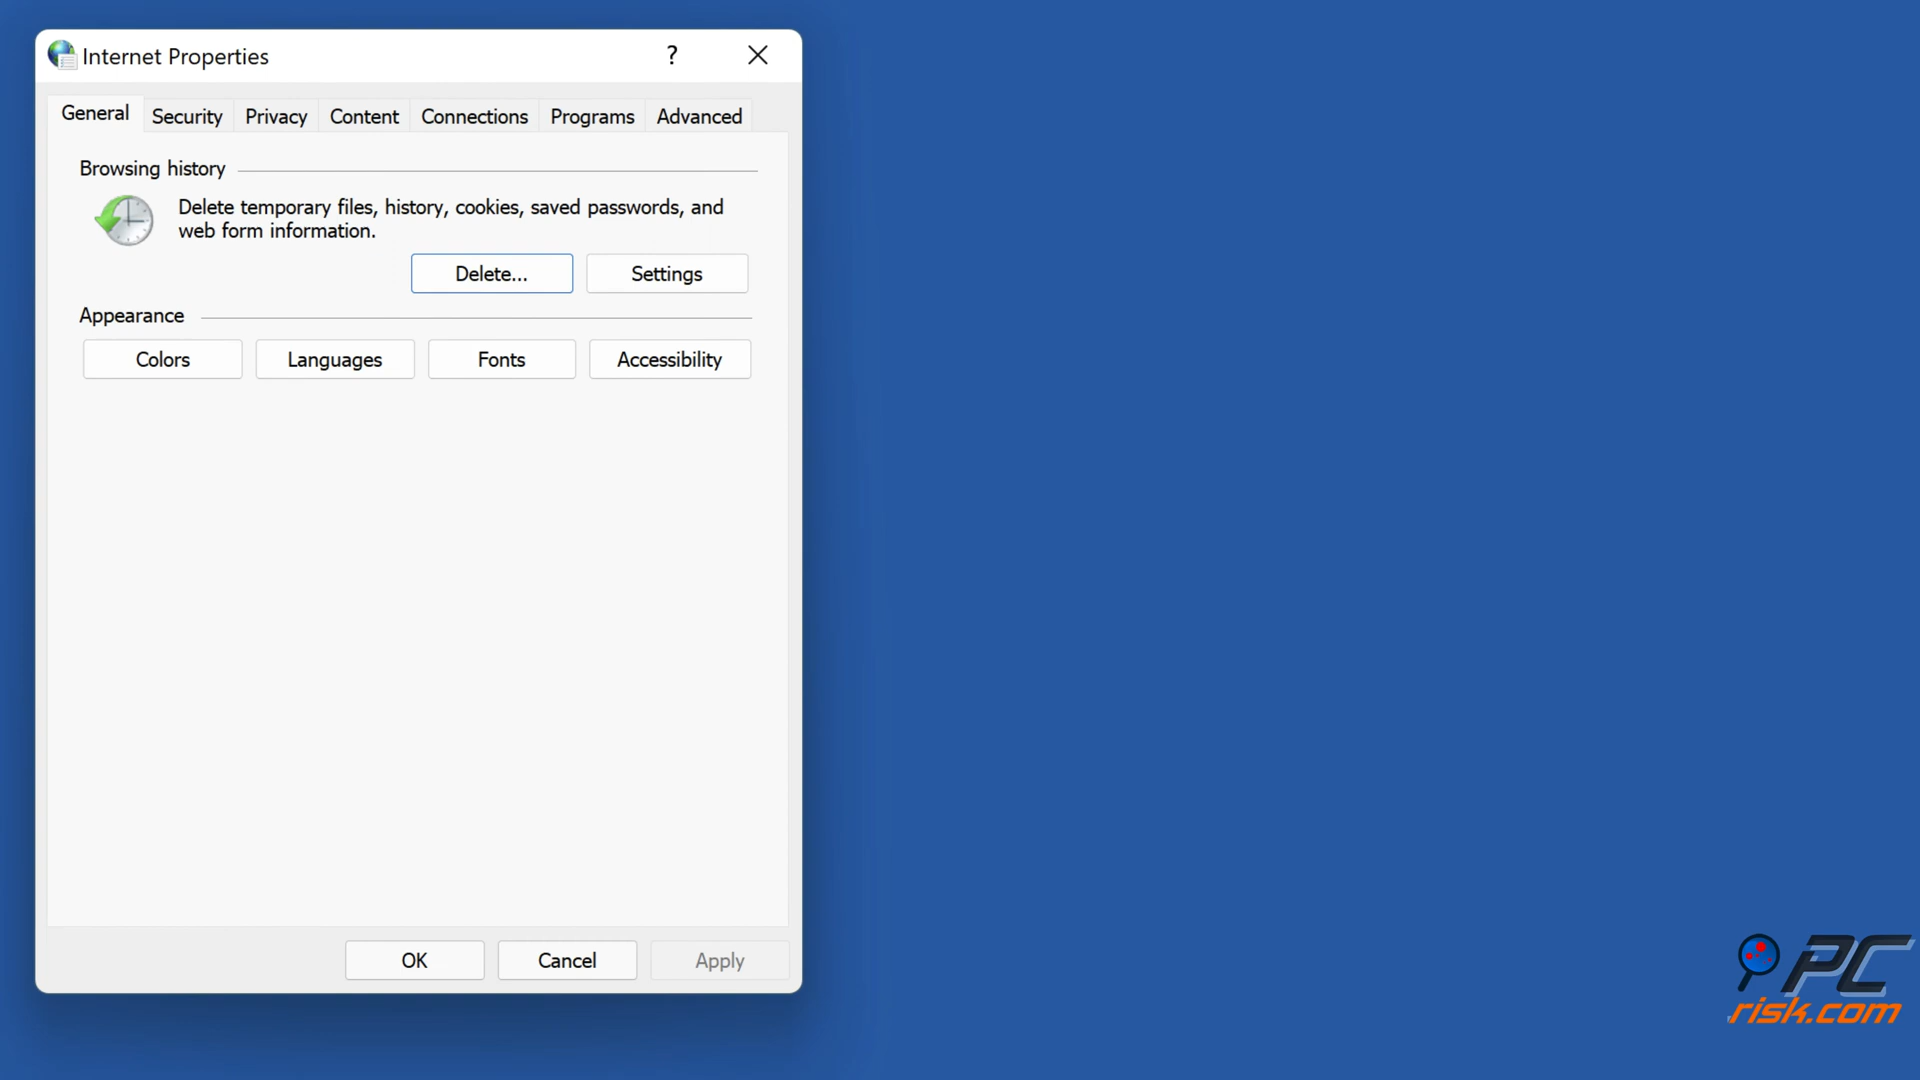 Internet Properties
?
General Security Privacy Content Connections Programs Advanced
Browsing history
Delete temporary files, history, cookies, saved passwords, and
web form information.
Delete... Settings
Appearance
Colors Languages Fonts Accessibility
OK Cancel Apply
PC
risk.com